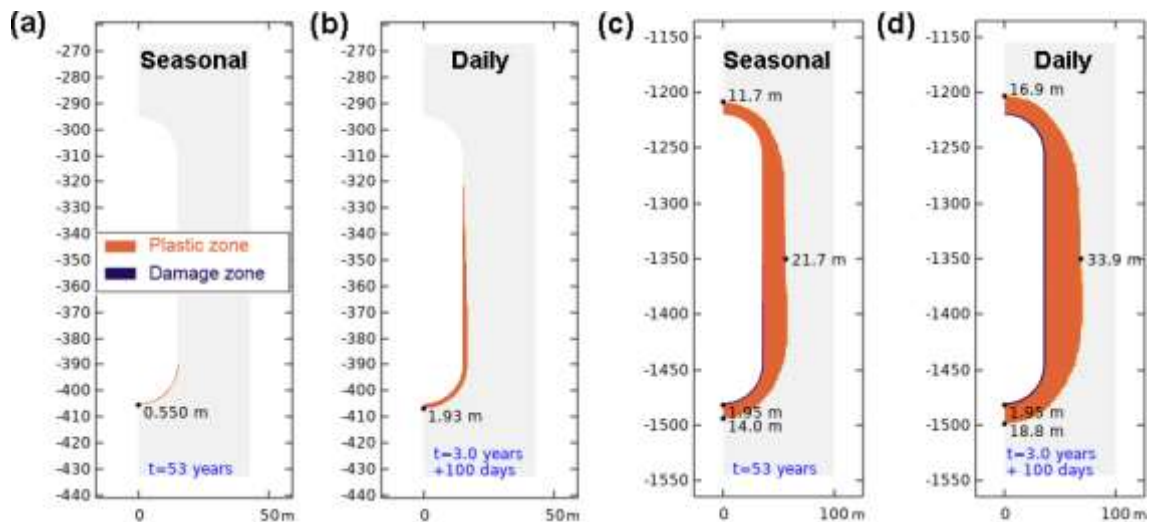 (a)
Seasonal
-270
-280
-290
-300
-310
-320
-330
-340
-350
-360
-370
-380
-390
-400
-410
-420
-430
-440
Plastic zone
Damage zone
0.550 m
t=53 years
0
50m
(b)
Daily
-270
-280
-290
-300
-310
-320
-330
-340
-350
-360
-370
-380
-390
-400
-410
-420
-430
-440
1.93 m
t=3.0 years
+100 days
0
50m
(c)
Seasonal
-1150
-1200
-1250
-1300
-1350
-1400
-1450
-1500
-1550
11.7 m
21.7 m
1.95 m
14.0 m
t=53 years
0
100 m
(d)
Daily
-1150
-1200
-1250
-1300
-1350
-1400
-1450
-1500
-1550
16.9 m
33.9 m
1.95 m
18.8 m
t=3.0 years
+ 100 days
0
100 m